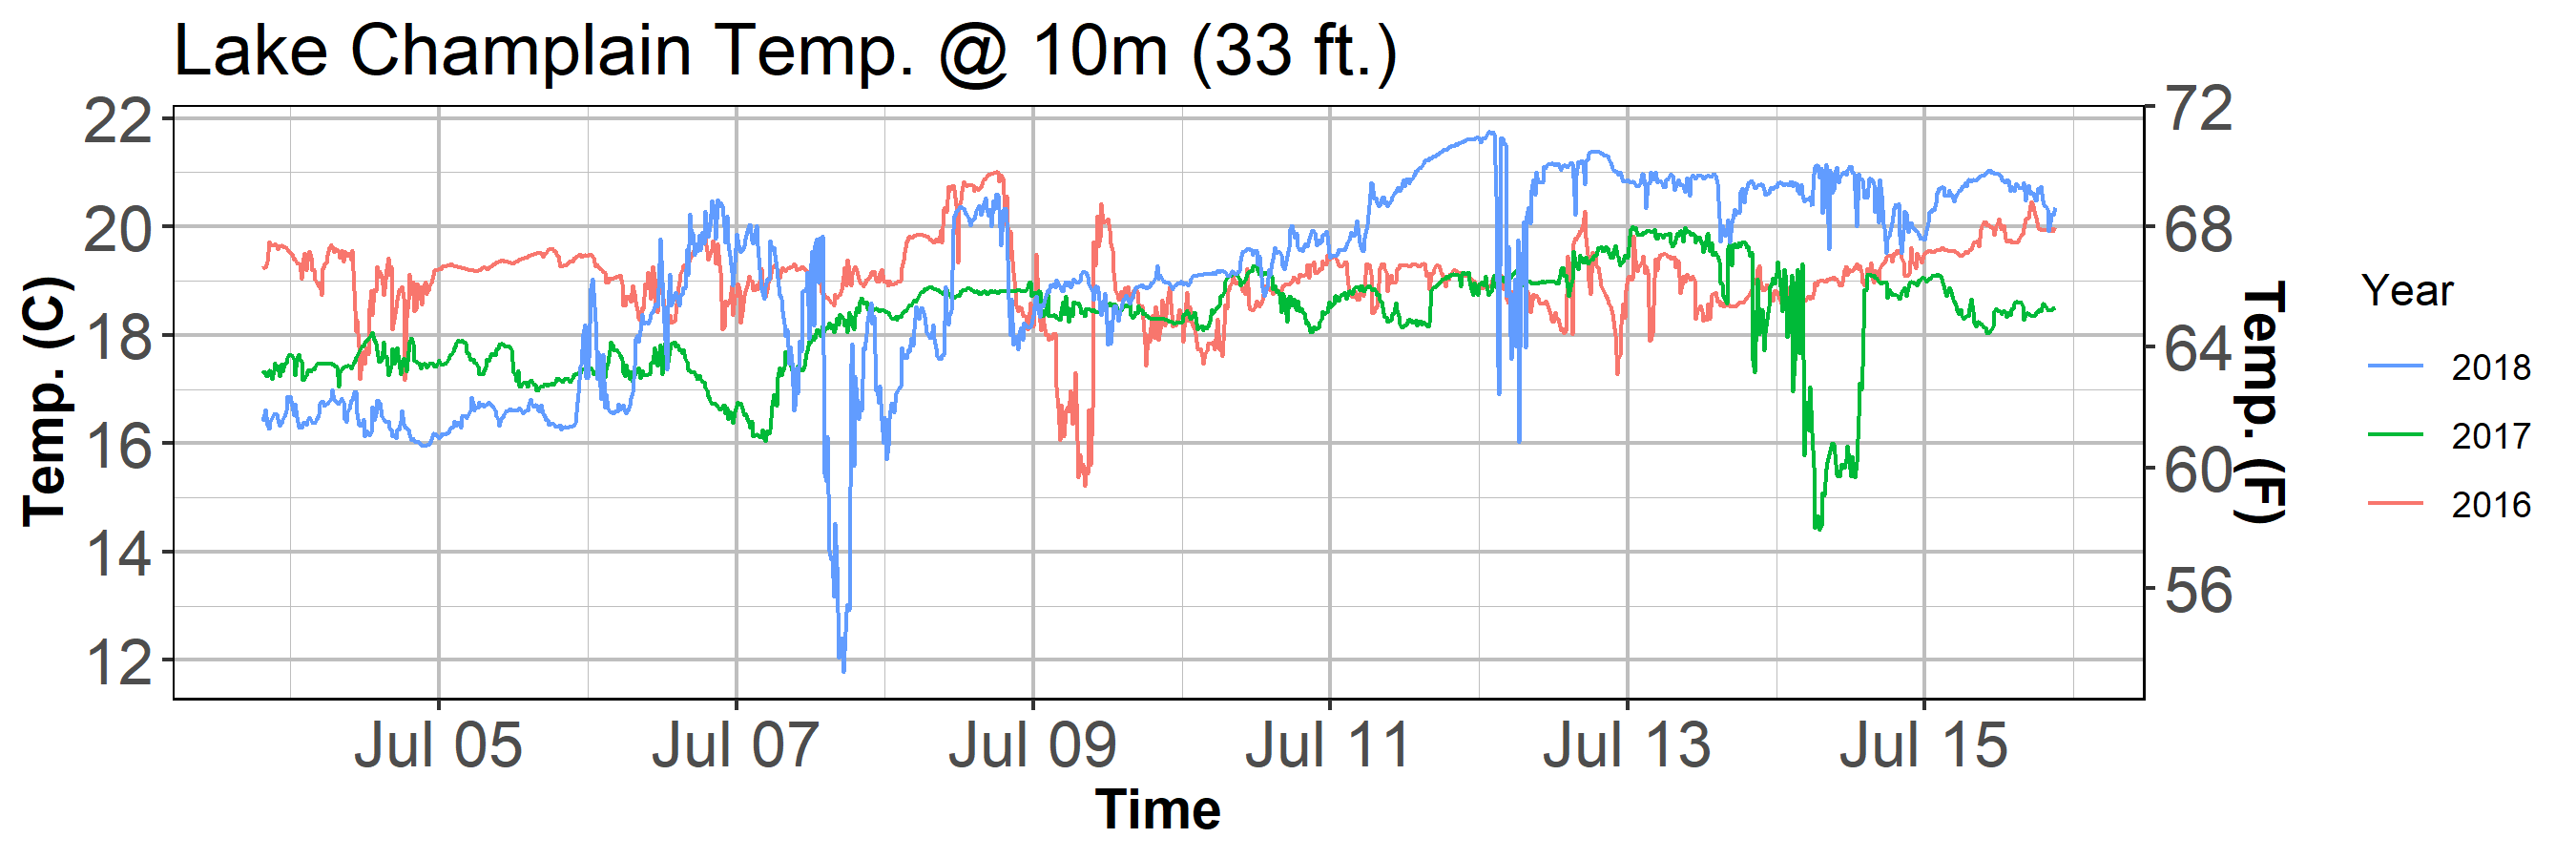 Lake Champlain Temp. @ 10m (33 ft.)
22
20
18
16
14
12
Temp. (C)
72
68
64
60
56
Temp. (F)
Jul 05
Jul 07
Jul 09
Jul 11
Jul 13
Jul 15
Time
Year
2018
2017
2016